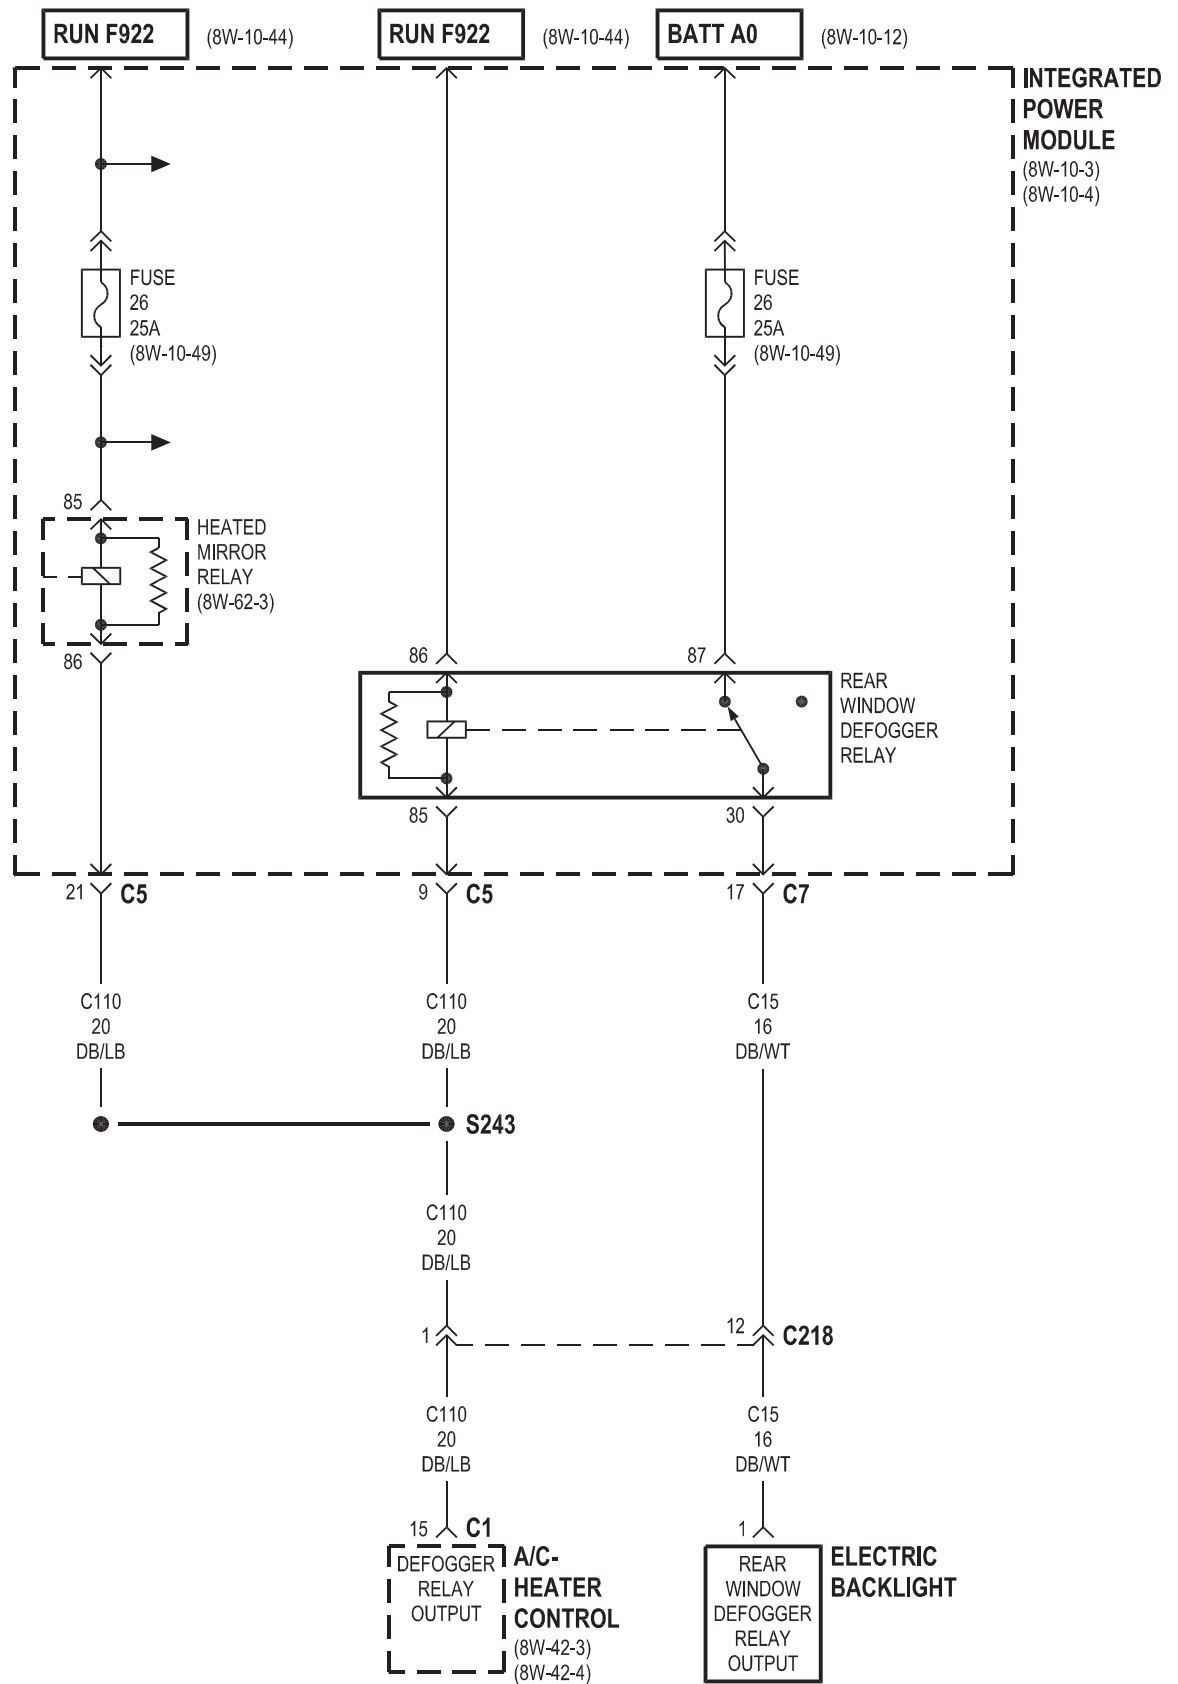 RUN F922
(8W-10-44)
RUN F922
(8W-10-44)
BATT A0
(8W-10-12)
INTEGRATED
POWER
MODULE
(8W-10-3)
(8W-10-4)
FUSE
26
25A
(8W-10-49)
FUSE
26
25A
(8W-10-49)
85
HEATED
MIRROR
RELAY
(8W-62-3)
86
86
87
REAR
WINDOW
DEFOGGER
RELAY
85
30
21
C5
9
C5
17
C7
C110
20
DB/LB
C110
20
DB/LB
C15
16
DB/WT
S243
C110
20
DB/LB
1
12
C218
C110
20
DB/LB
C15
16
DB/WT
15
C1
1
DEFOGGER
RELAY
OUTPUT
A/C-
HEATER
CONTROL
(8W-42-3)
(8W-42-4)
REAR
WINDOW
DEFOGGER
RELAY
OUTPUT
ELECTRIC
BACKLIGHT